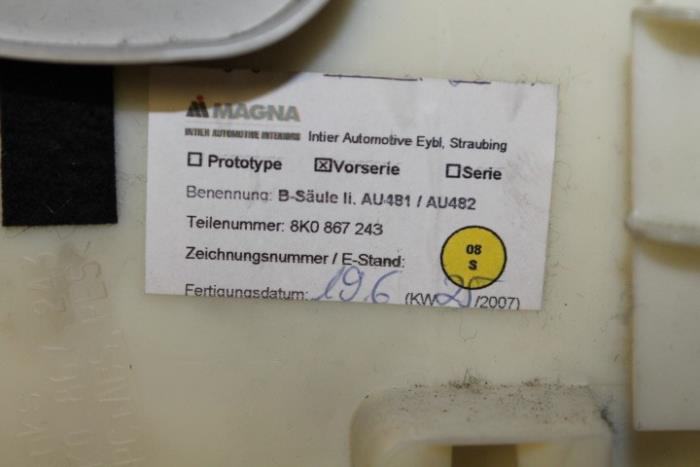 MAGNA
INTIER AUTOMOTIVE INTERIORS Intier Automotive Eybl, Straubing
☐ Prototype ☒ Vorserie ☐ Serie
Benennung: B-Säule li. AU481 / AU482
Teilenummer: 8K0 867 243
08
S
Zeichnungsnummer / E-Stand:
Fertigungsdatum: 19.6 (KW 25/2007)